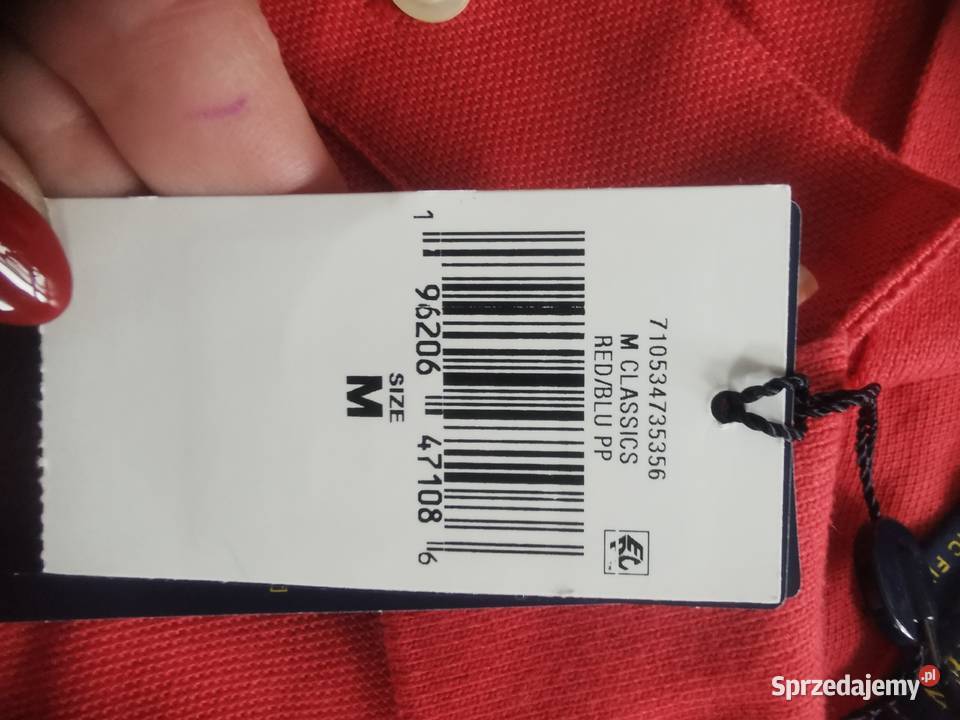 710534735356
M CLASSICS
RED/BLU PP
1 96206 47108 6
SIZE
M
Sprzedajemy.pl